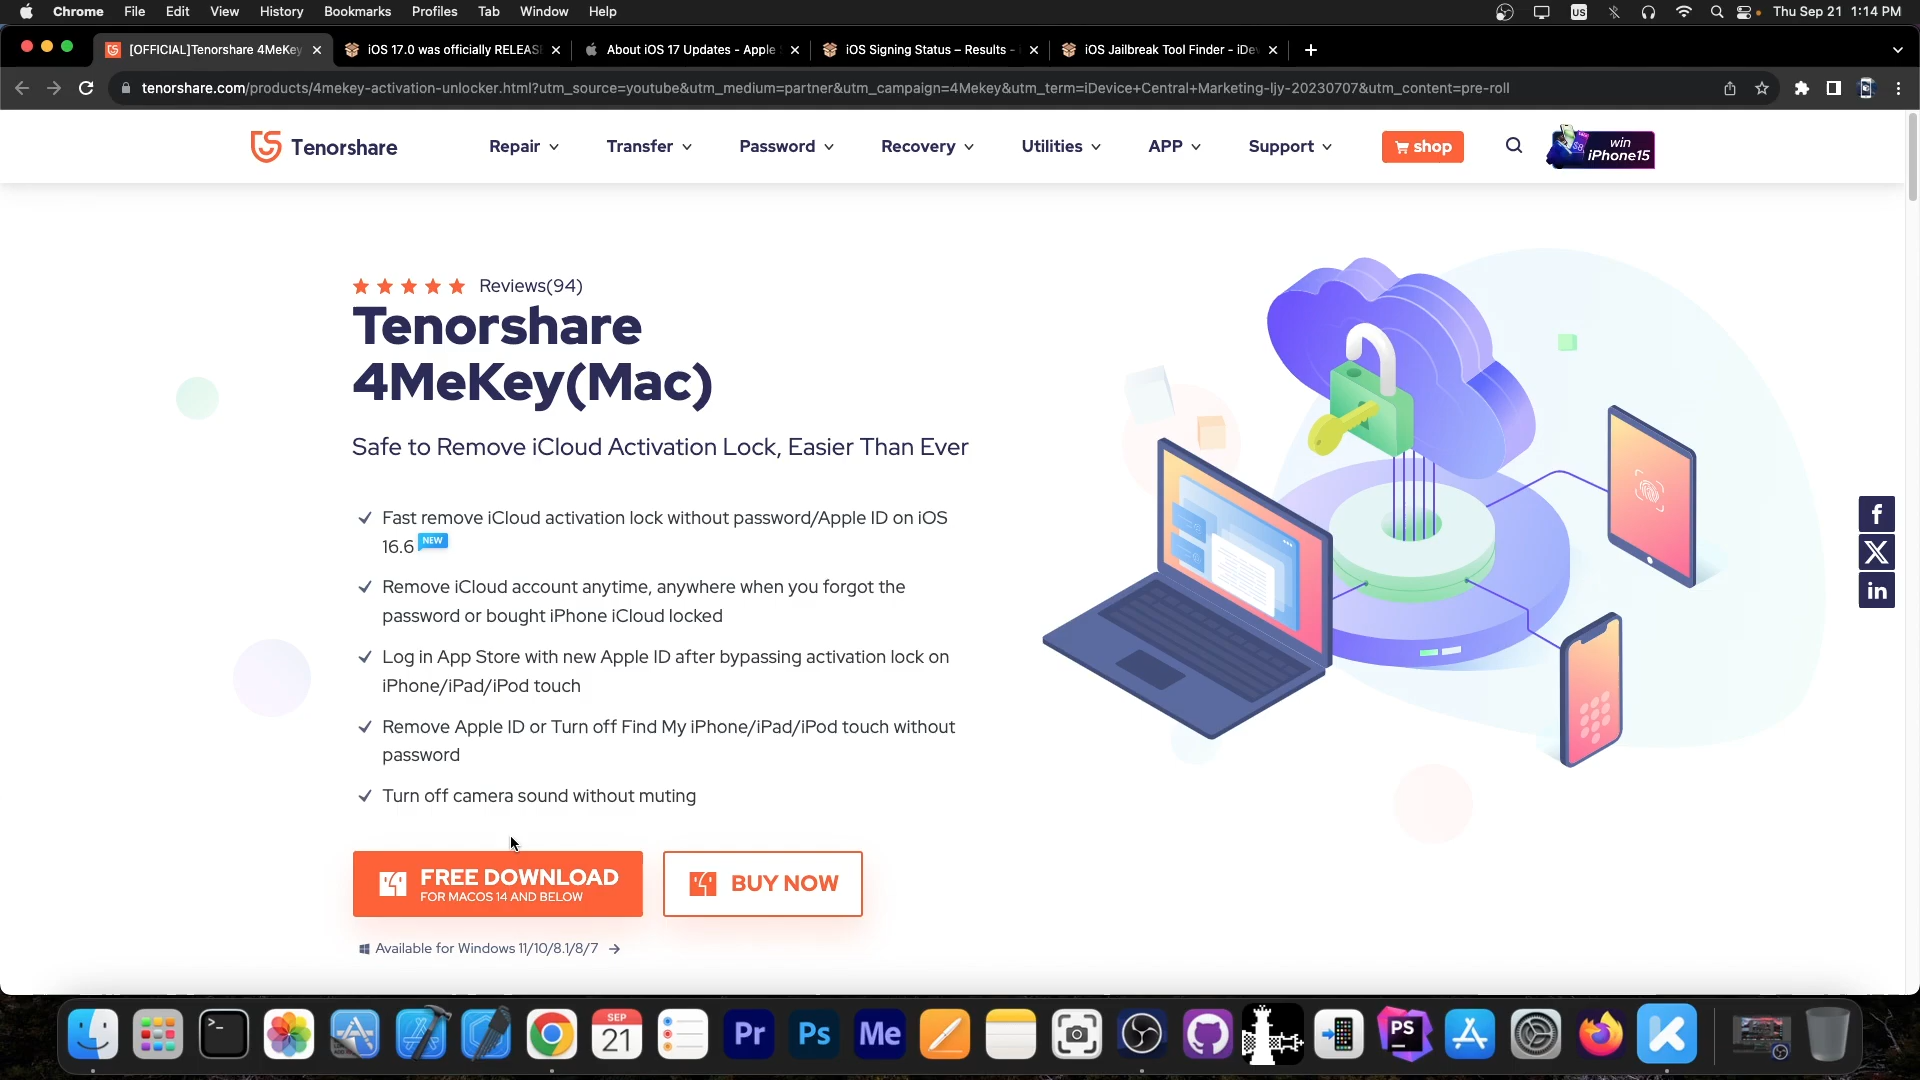 Chrome File Edit View History Bookmarks Profiles Tab Window Help US Thu Sep 21 1:14 PM
[OFFICIAL]Tenorshare 4MeKey iOS 17.0 was officially RELEAS About iOS 17 Updates - Apple iOS Signing Status – Results - iOS Jailbreak Tool Finder - iDe
tenorshare.com/products/4mekey-activation-unlocker.html?utm_source=youtube&utm_medium=partner&utm_campaign=4Mekey&utm_term=iDevice+Central+Marketing-ljy-20230707&utm_content=pre-roll
Tenorshare Repair Transfer Password Recovery Utilities APP Support shop win
iPhone15
Reviews(94)
Tenorshare
4MeKey(Mac)
Safe to Remove iCloud Activation Lock, Easier Than Ever
Fast remove iCloud activation lock without password/Apple ID on iOS
16.6 NEW
Remove iCloud account anytime, anywhere when you forgot the
password or bought iPhone iCloud locked
Log in App Store with new Apple ID after bypassing activation lock on
iPhone/iPad/iPod touch
Remove Apple ID or Turn off Find My iPhone/iPad/iPod touch without
password
Turn off camera sound without muting
FREE DOWNLOAD
FOR MACOS 14 AND BELOW
BUY NOW
Available for Windows 11/10/8.1/8/7
f
X
in
SEP
21
Pr Ps Me PS